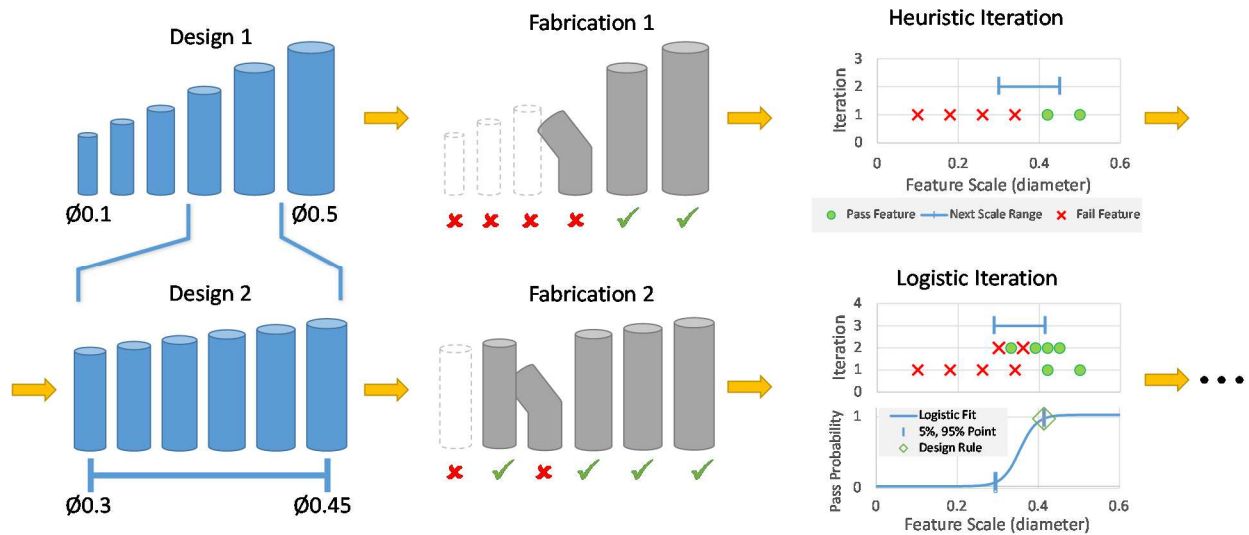 Design 1
Fabrication 1
Heuristic Iteration
Iteration
3
2
1
0
0
0.2
0.4
0.6
Feature Scale (diameter)
Pass Feature
Next Scale Range
Fail Feature
Ø0.1
Ø0.5
Design 2
Fabrication 2
Logistic Iteration
Iteration
4
3
2
1
0
Pass Probability
1
0
Logistic Fit
5%, 95% Point
Design Rule
0
0.2
0.4
0.6
Feature Scale (diameter)
Ø0.3
Ø0.45